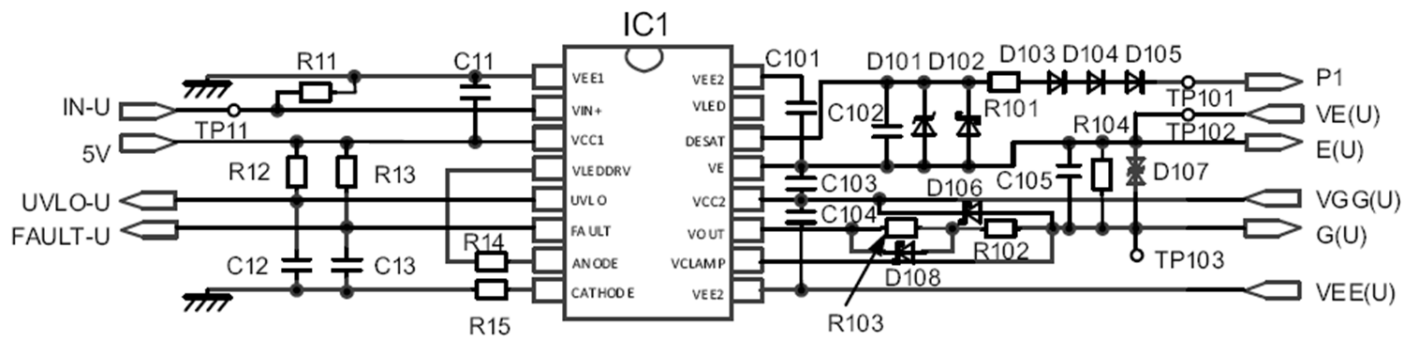 IC1
R11
C11
C101
D101 D102
D103
D104
D105
P1
VEE1
VEE2
IN-U
VIN+
VLED
C102
R101
TP101
VE(U)
TP11
5V
VCC1
DESAT
R104
TP102
E(U)
R12
R13
VLEDDRV
VE
C103
D106
C105
D107
UVLO-U
UVLO
VCC2
C104
VGG(U)
FAULT-U
FAULT
VOUT
R102
G(U)
R14
C12
C13
ANODE
VCLAMP
D108
TP103
CATHODE
VEE2
VEE(U)
R15
R103